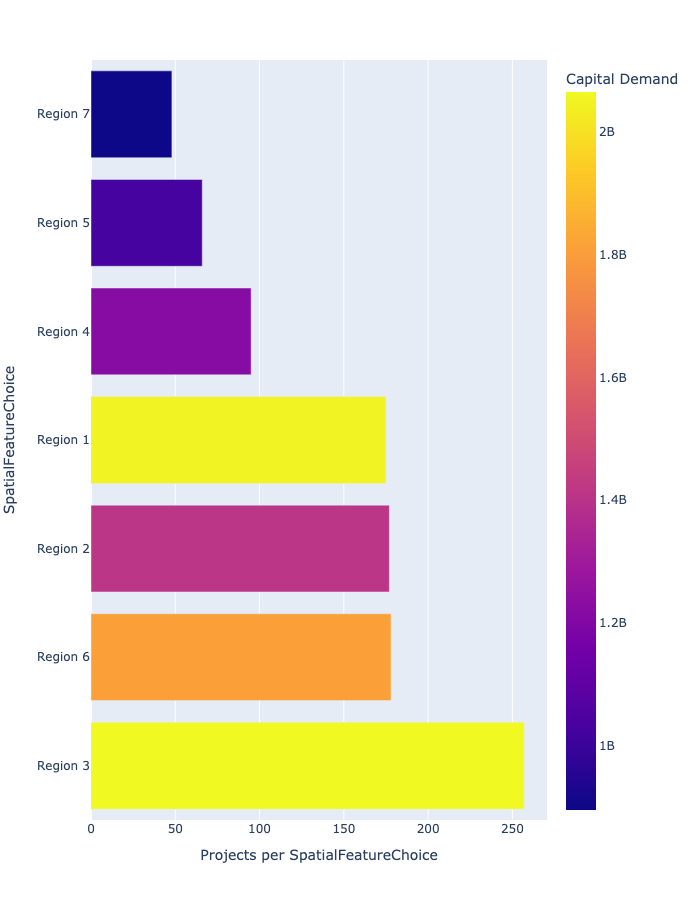 Capital Demand
2B
1.8B
1.6B
1.4B
1.2B
1B
SpatialFeatureChoice
Region 7
Region 5
Region 4
Region 1
Region 2
Region 6
Region 3
0 50 100 150 200 250
Projects per SpatialFeatureChoice